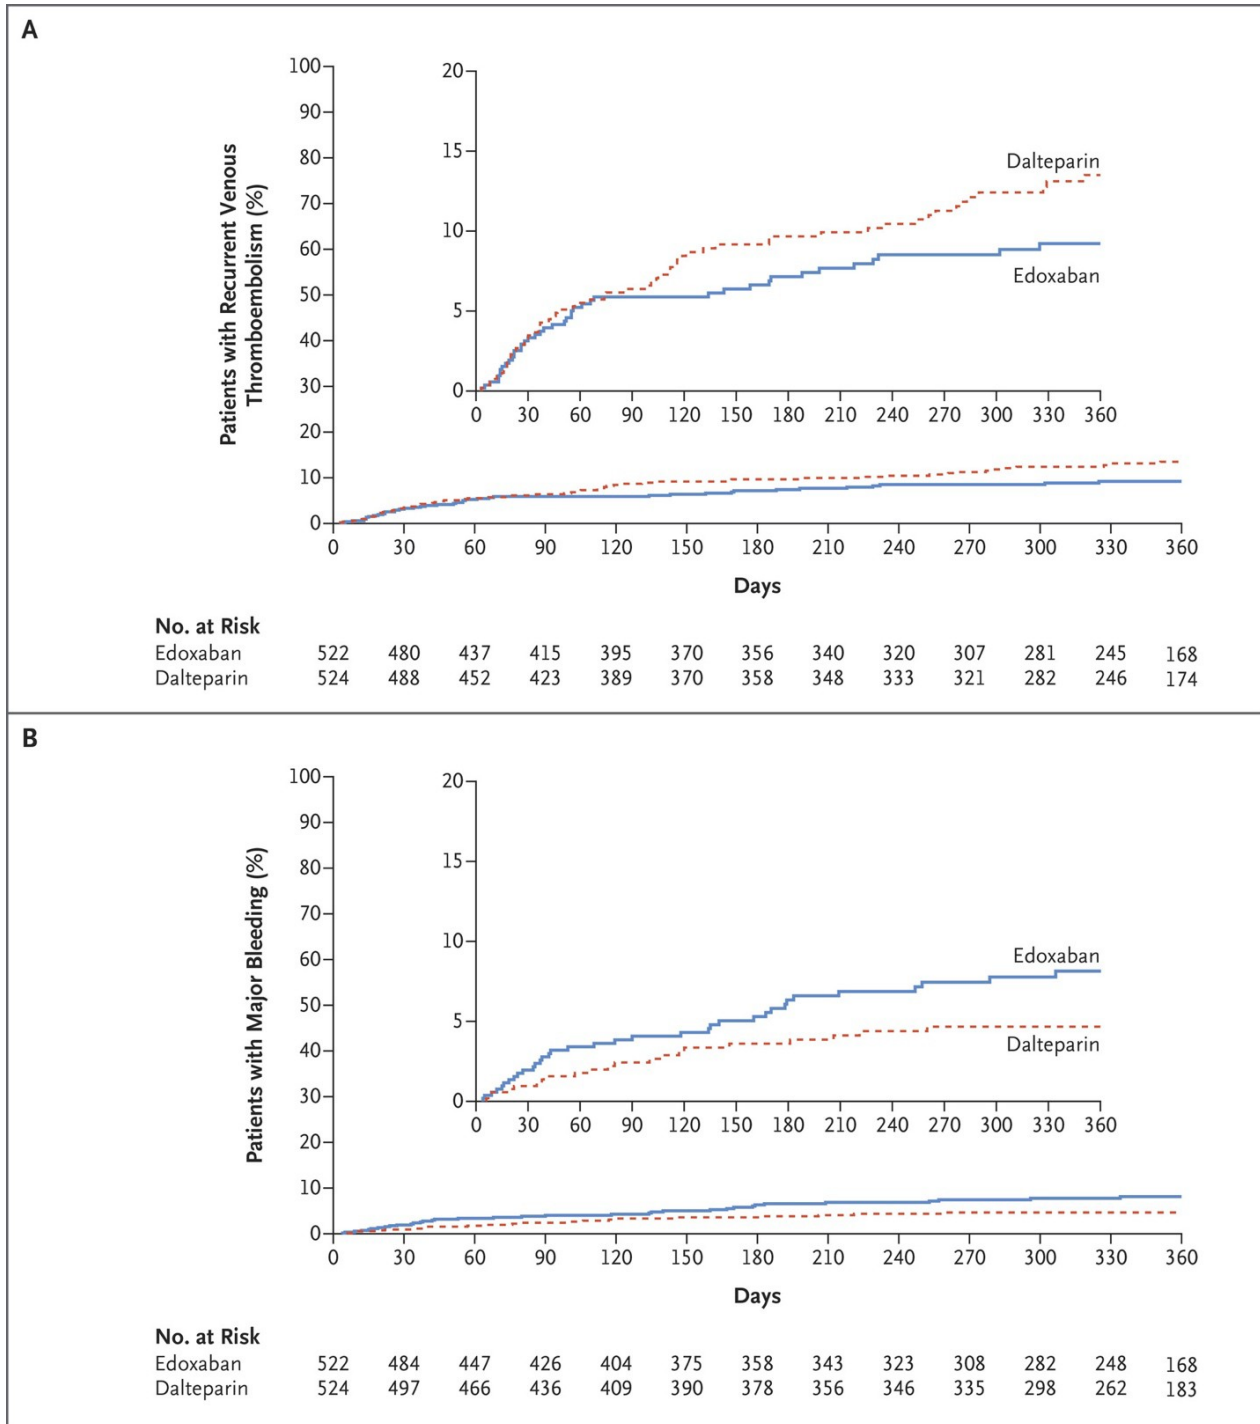 A
Patients with Recurrent Venous
Thromboembolism (%)
100
90
80
70
60
50
40
30
20
10
0
20
15
10
5
0
Dalteparin
Edoxaban
0 30 60 90 120 150 180 210 240 270 300 330 360
0 30 60 90 120 150 180 210 240 270 300 330 360
Days
No. at Risk
Edoxaban 522 480 437 415 395 370 356 340 320 307 281 245 168
Dalteparin 524 488 452 423 389 370 358 348 333 321 282 246 174
B
Patients with Major Bleeding (%)
100
90
80
70
60
50
40
30
20
10
0
20
15
10
5
0
Edoxaban
Dalteparin
0 30 60 90 120 150 180 210 240 270 300 330 360
0 30 60 90 120 150 180 210 240 270 300 330 360
Days
No. at Risk
Edoxaban 522 484 447 426 404 375 358 343 323 308 282 248 168
Dalteparin 524 497 466 436 409 390 378 356 346 335 298 262 183